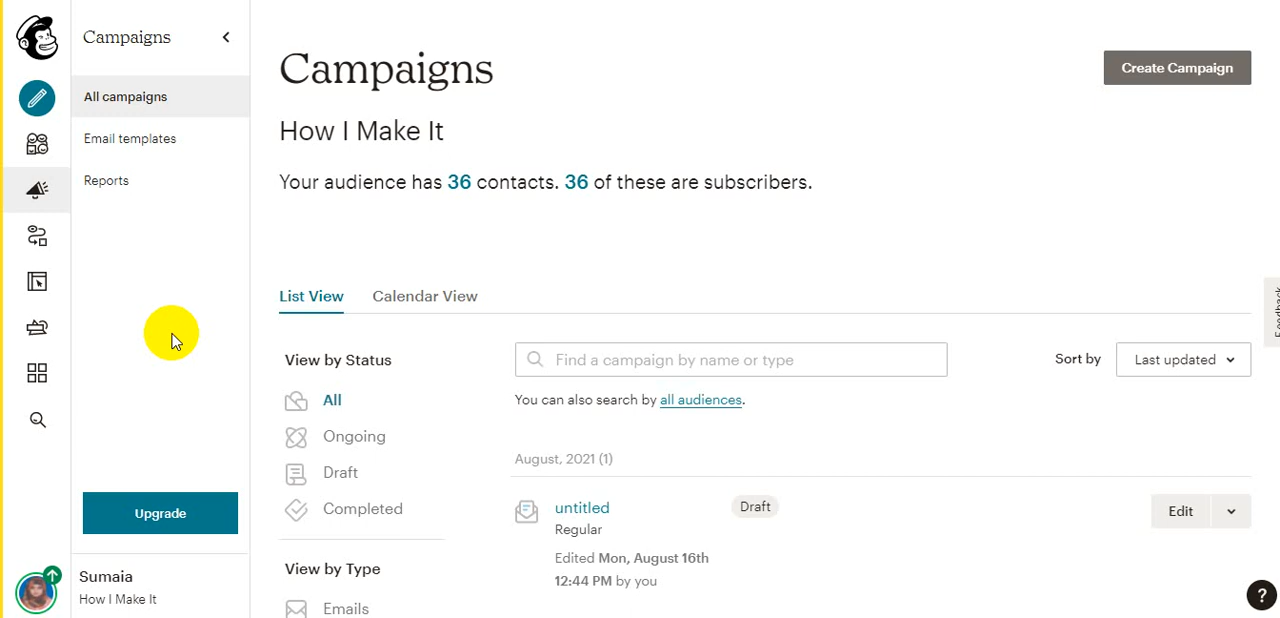 Campaigns
All campaigns
Email templates
Reports
Upgrade
Sumaia
How I Make It
Campaigns
Create Campaign
How I Make It
Your audience has 36 contacts. 36 of these are subscribers.
List View
Calendar View
View by Status
All
Ongoing
Draft
Completed
View by Type
Emails
Find a campaign by name or type
Sort by
Last updated
You can also search by all audiences.
August, 2021 (1)
untitled
Draft
Regular
Edited Mon, August 16th
12:44 PM by you
Edit
Feedback
?